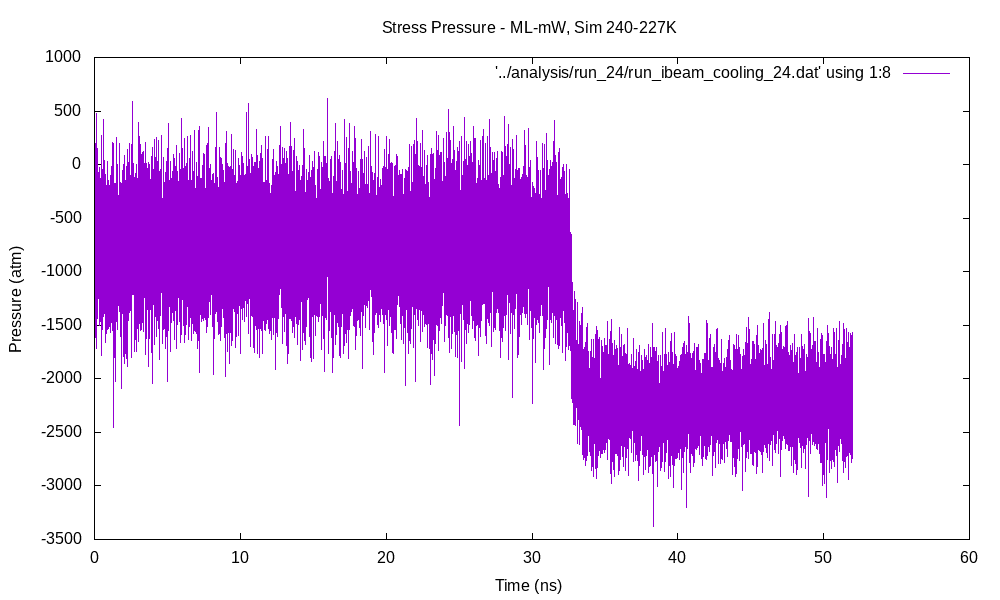 Stress Pressure - ML-mW, Sim 240-227K
'../analysis/run_24/run_ibeam_cooling_24.dat' using 1:8
1000
500
0
-500
-1000
-1500
-2000
-2500
-3000
-3500
Pressure (atm)
0 10 20 30 40 50 60
Time (ns)